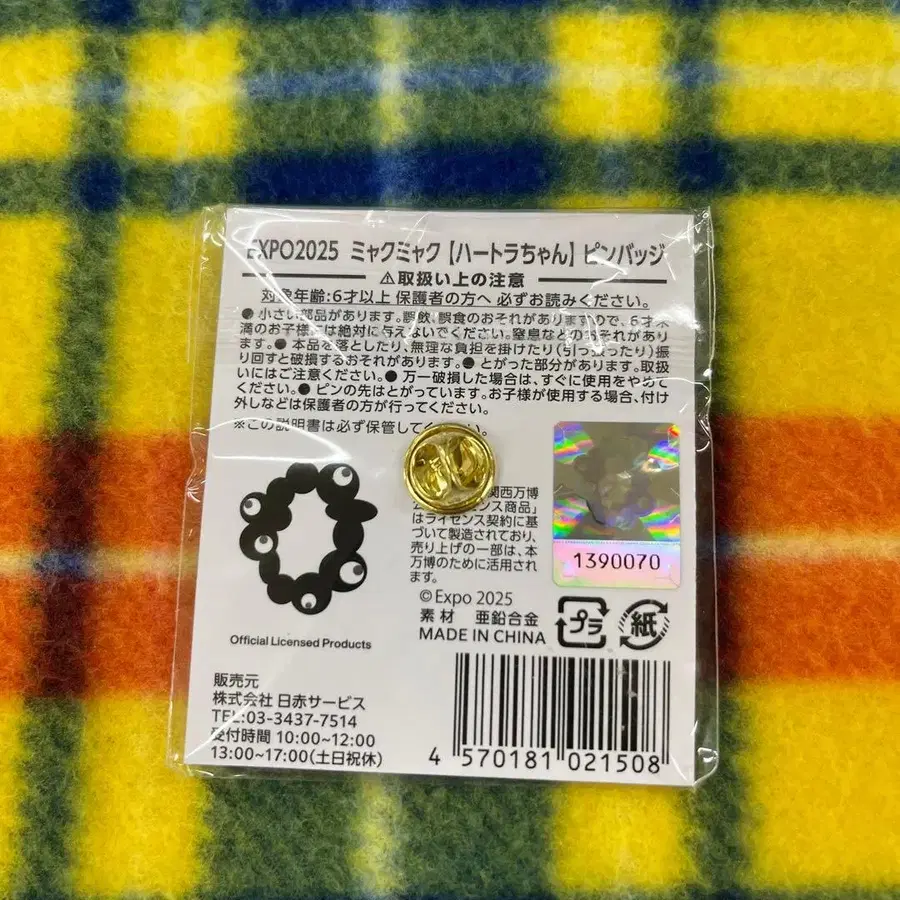 EXPO2025 ミャクミャク【ハートラちゃん】ピンバッジ
⚠取扱い上の注意
対象年齢:6才以上 保護者の方へ 必ずお読みください。
● 小さい部品があります。誤飲、誤食のおそれがありますので、6才未
満のお子様には絶対に与えないでください。窒息などのおそれがあり
ます。● 本品を落としたり、無理な負担を掛けたり(引っ張ったり)振
り回すと破損するおそれがあります。● とがった部分があります。取扱
いにはご注意ください。● 万一破損した場合は、すぐに使用をやめて
ください。● ピンの先はとがっています。お子様が使用する場合、付け
外しなどは保護者の方が行ってください。
※この説明書は必ず保管してください。
関西万博
ンス商品」
はライセンス契約に基
づいて製造されており、
売り上げの一部は、本
万博のために活用され
ます。
1390070
©Expo 2025
素材 亜鉛合金
MADE IN CHINA
プラ
紙
Official Licensed Products
販売元
株式会社 日赤サービス
TEL:03-3437-7514
受付時間 10:00~12:00
13:00~17:00(土日祝休)
4 570181 021508